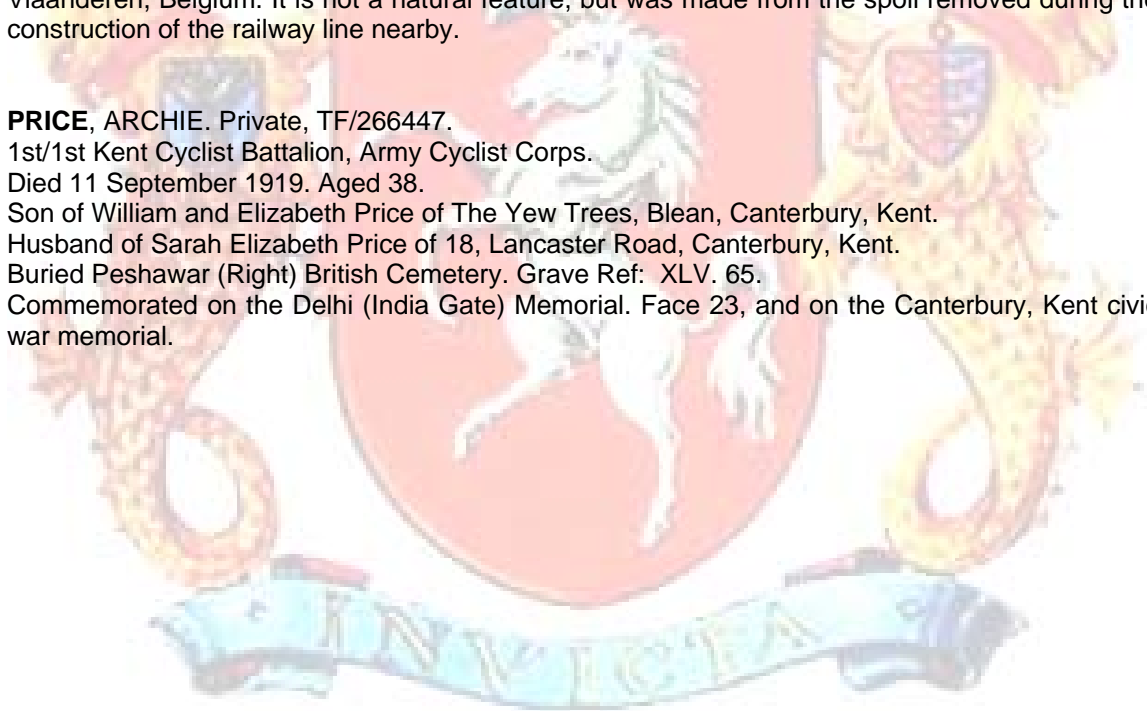 Vlaanderen, Belgium. It is not a natural feature, but was made from the spoil removed during the
construction of the railway line nearby.
PRICE, ARCHIE. Private, TF/266447.
1st/1st Kent Cyclist Battalion, Army Cyclist Corps.
Died 11 September 1919. Aged 38.
Son of William and Elizabeth Price of The Yew Trees, Blean, Canterbury, Kent.
Husband of Sarah Elizabeth Price of 18, Lancaster Road, Canterbury, Kent.
Buried Peshawar (Right) British Cemetery. Grave Ref: XLV. 65.
Commemorated on the Delhi (India Gate) Memorial. Face 23, and on the Canterbury, Kent civic
war memorial.
INVICTA